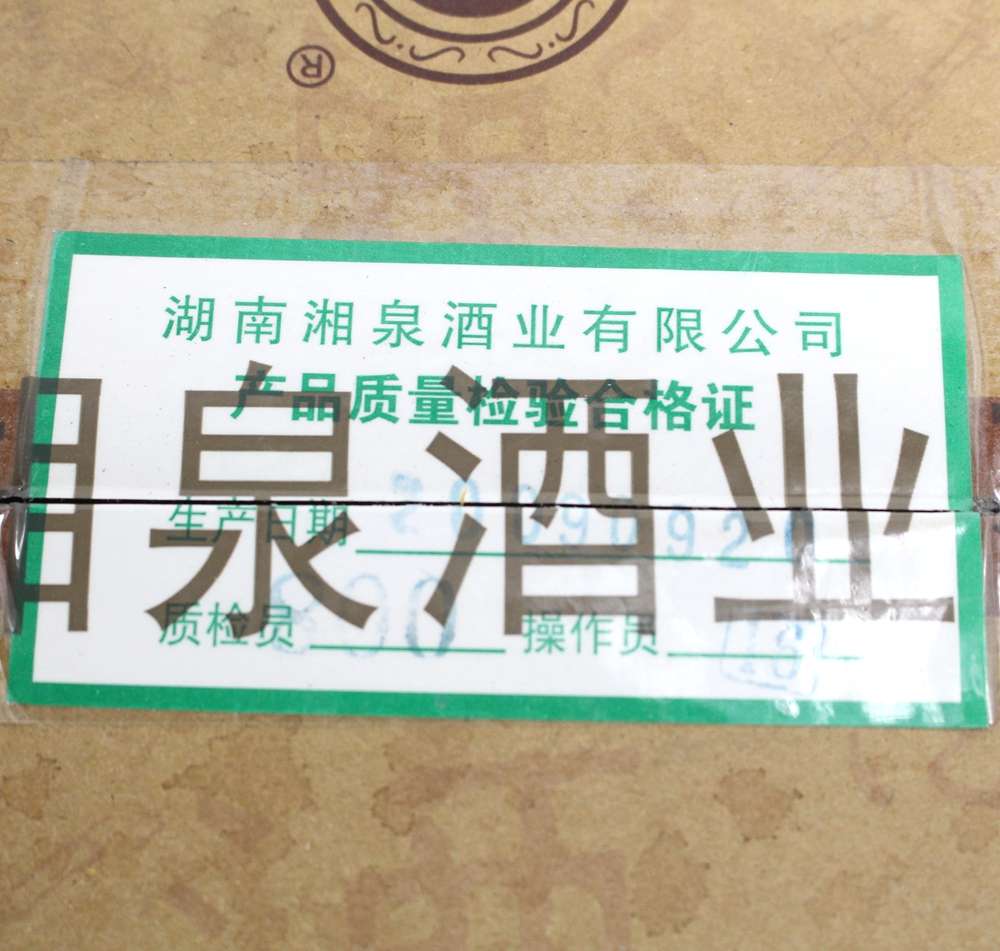 ®
湖南湘泉酒业有限公司
产品质量检验合格证
泉酒业
生产日期
质检员 操作员 16